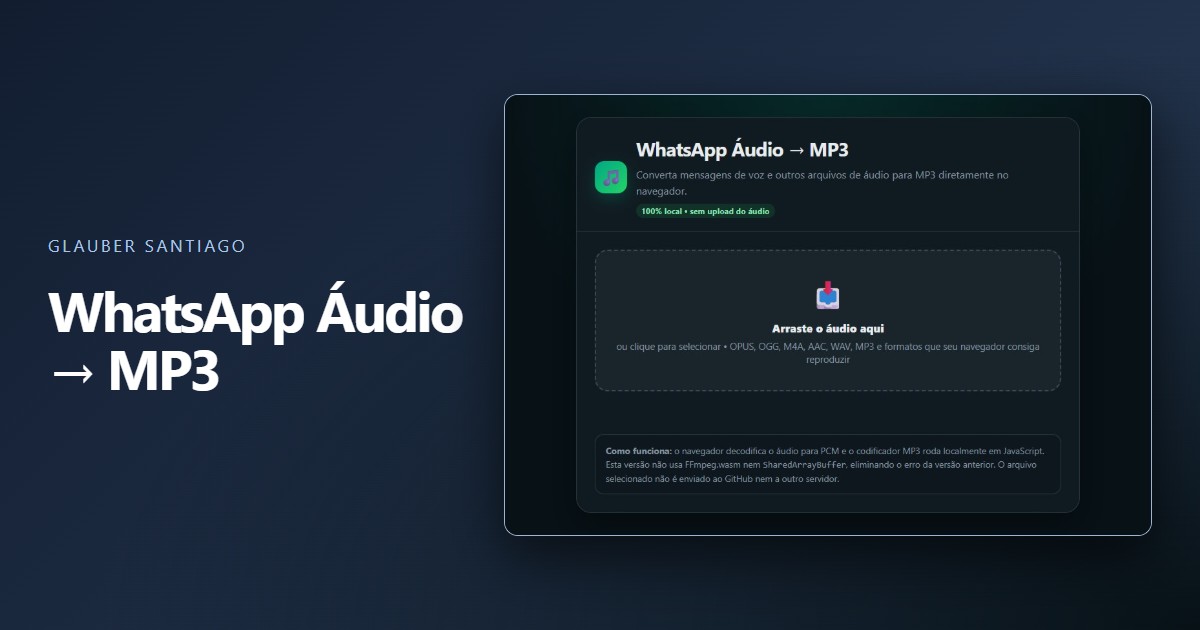 GLAUBER SANTIAGO
WhatsApp Áudio
→ MP3
WhatsApp Áudio → MP3
Converta mensagens de voz e outros arquivos de áudio para MP3 diretamente no
navegador.
100% local • sem upload do áudio
Arraste o áudio aqui
ou clique para selecionar • OPUS, OGG, M4A, AAC, WAV, MP3 e formatos que seu navegador consiga
reproduzir
Como funciona: o navegador decodifica o áudio para PCM e o codificador MP3 roda localmente em JavaScript.
Esta versão não usa FFmpeg.wasm nem SharedArrayBuffer, eliminando o erro da versão anterior. O arquivo
selecionado não é enviado ao GitHub nem a outro servidor.